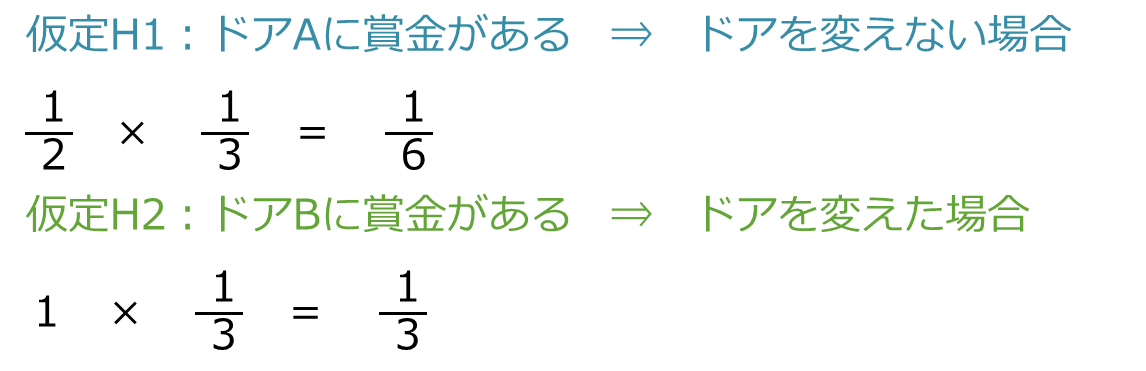 仮定H1：ドアAに賞金がある　⇒　ドアを変えない場合
1/2 × 1/3 = 1/6
仮定H2：ドアBに賞金がある　⇒　ドアを変えた場合
1 × 1/3 = 1/3